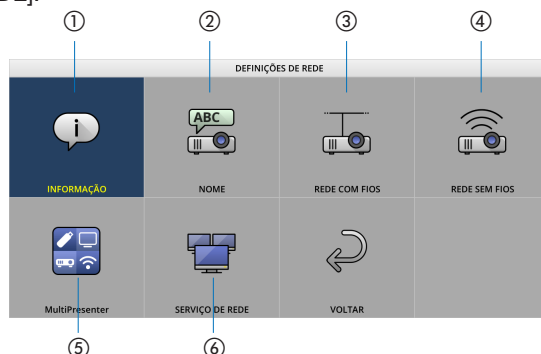 DE].
① ② ③ ④
DEFINIÇÕES DE REDE
i ABC
INFORMAÇÃO NOME REDE COM FIOS REDE SEM FIOS
MultiPresenter SERVIÇO DE REDE VOLTAR
⑤ ⑥